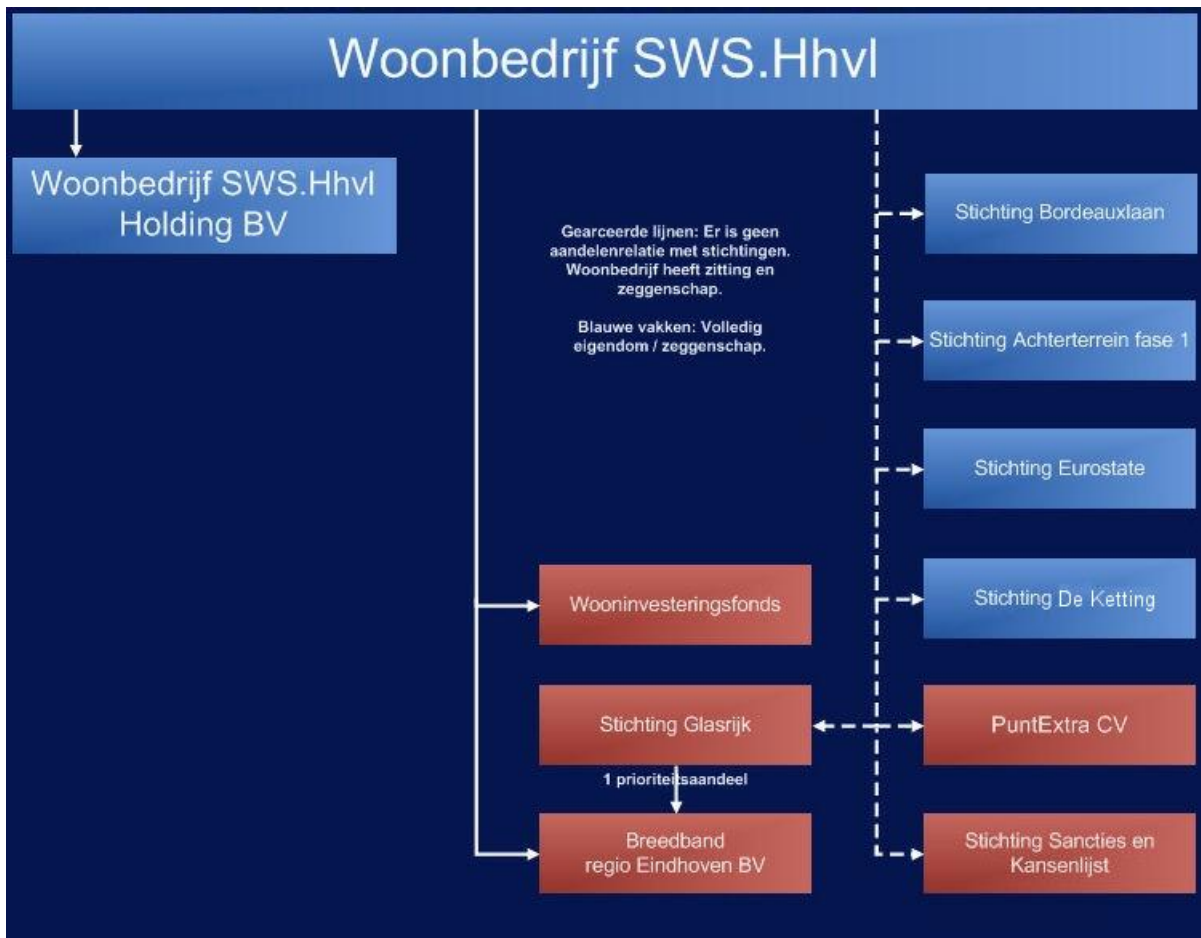 Woonbedrijf SWS.Hhvl
Woonbedrijf SWS.Hhvl
Holding BV
Gearceerde lijnen: Er is geen
aandelenrelatie met stichtingen.
Woonbedrijf heeft zitting en
zeggenschap.
Blauwe vakken: Volledig
eigendom / zeggenschap.
Stichting Bordeauxlaan
Stichting Achterterrein fase 1
Stichting Eurostate
Wooninvesteringsfonds
Stichting De Ketting
Stichting Glasrijk
PuntExtra CV
1 prioriteitsaandeel
Breedband
regio Eindhoven BV
Stichting Sancties en
Kansenlijst